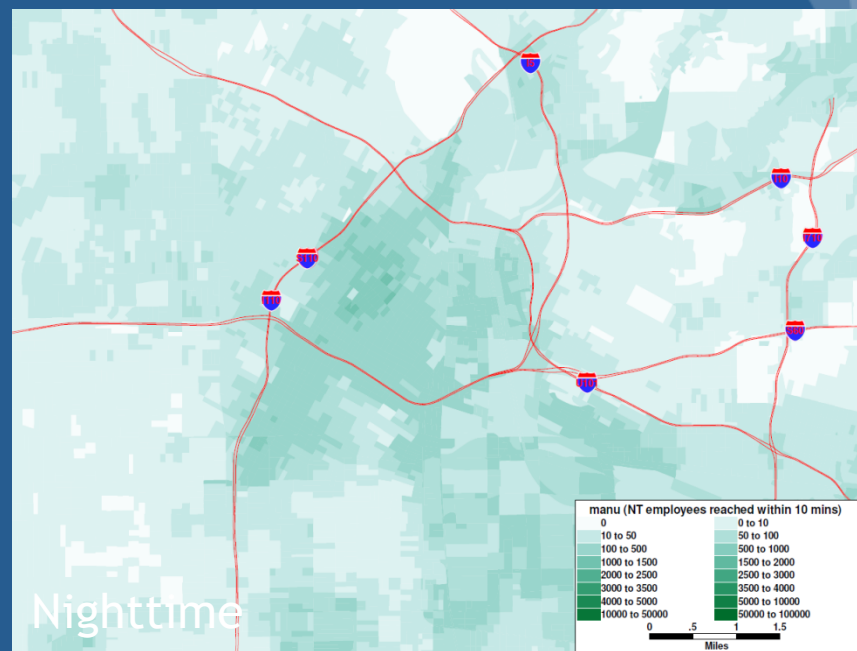 manu (NT employees reached within 10 mins)
0 0 to 10
10 to 50 50 to 100
100 to 500 500 to 1000
1000 to 1500 1500 to 2000
2000 to 2500 2500 to 3000
3000 to 3500 3500 to 4000
4000 to 5000 5000 to 10000
10000 to 50000 50000 to 100000
0 .5 1 1.5
Miles
Nighttime